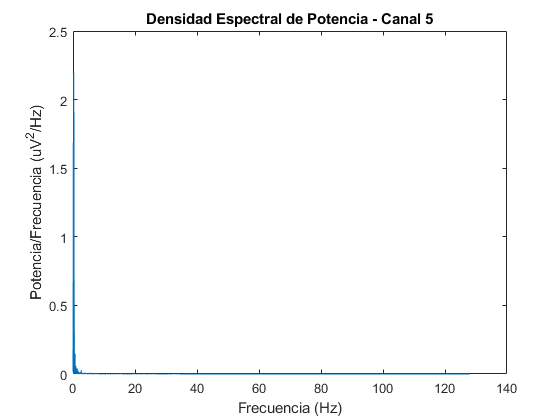 Densidad Espectral de Potencia - Canal 5
2.5
2
1.5
1
0.5
0
Potencia/Frecuencia (uV²/Hz)
0 20 40 60 80 100 120 140
Frecuencia (Hz)